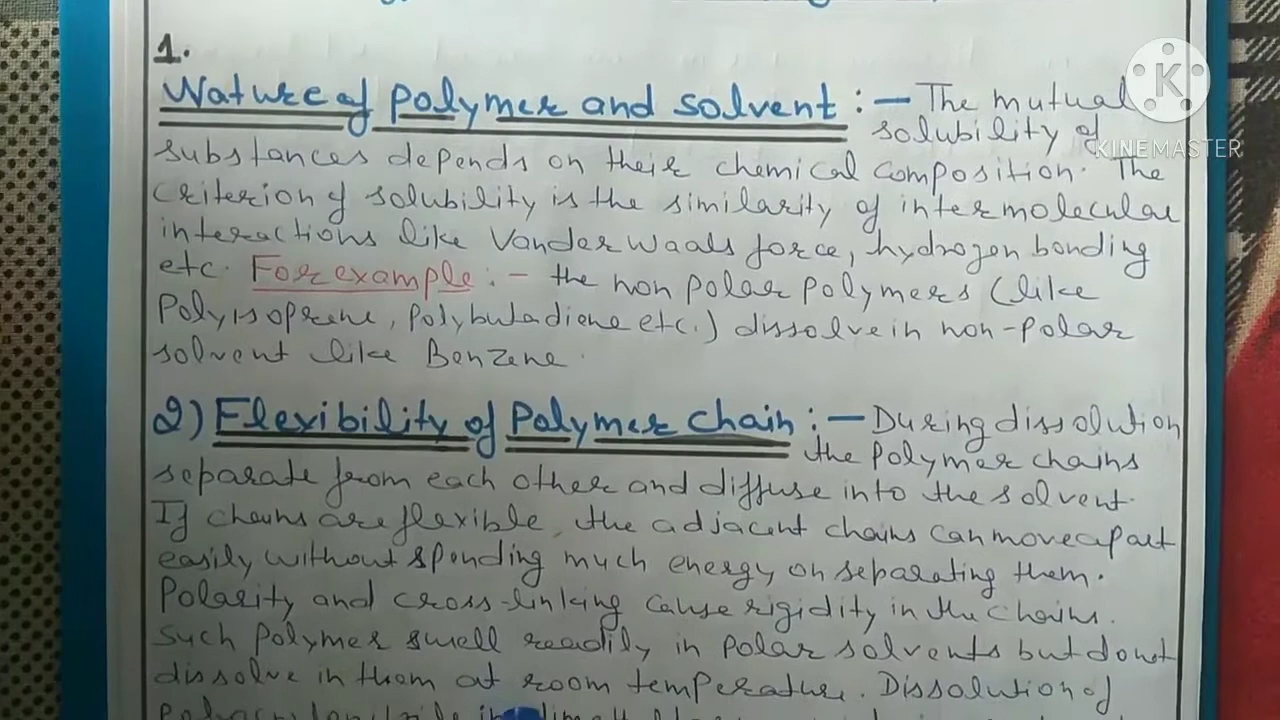 1.
Nature of polymer and solvent :- The mutual
solubility of
substances depends on their chemical composition. The
criterion of solubility is the similarity of intermolecular
interactions like Vander Waals force, hydrogen bonding
etc. For example :- the non polar polymers (like
Polyisoprene, polybutadiene etc.) dissolve in non-polar
solvent like Benzene.
2) Flexibility of Polymer Chain :- During dissolution
the polymer chains
separate from each other and diffuse into the solvent.
If chains are flexible, the adjacent chains can move apart
easily without spending much energy on separating them.
Polarity and cross-linking cause rigidity in the chains.
Such polymer swell readily in polar solvents but do not
dissolve in them at room temperature. Dissolution of
K
KINEMASTER